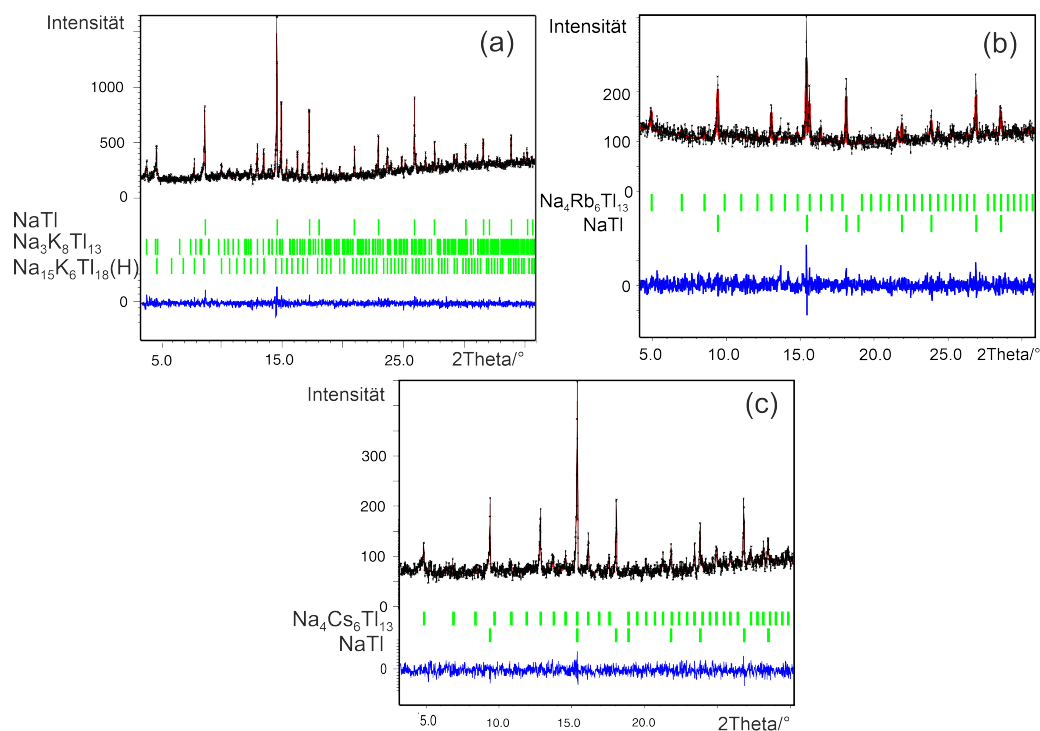 Intensität
(a)
1000
500
0
NaTl
Na₃K₈Tl₁₃
Na₁₅K₆Tl₁₈(H)
0
5.0 15.0 25.0 2Theta/°
Intensität
(b)
200
100
0
Na₄Rb₆Tl₁₃
NaTl
0
5.0 10.0 15.0 20.0 25.0 2Theta/°
Intensität
(c)
300
200
100
0
Na₄Cs₆Tl₁₃
NaTl
0
5.0 10.0 15.0 20.0 2Theta/°